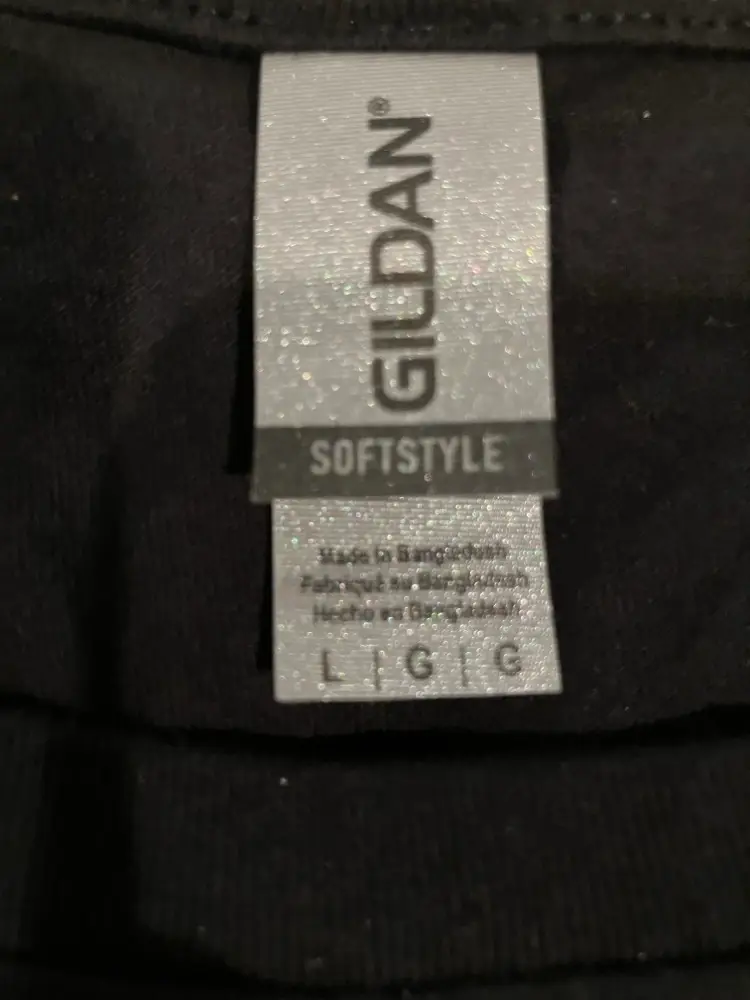 GILDAN®
SOFTSTYLE
Made in Bangladesh
Fabriqué au Bangladesh
Hecho en Bangladesh
L | G | G